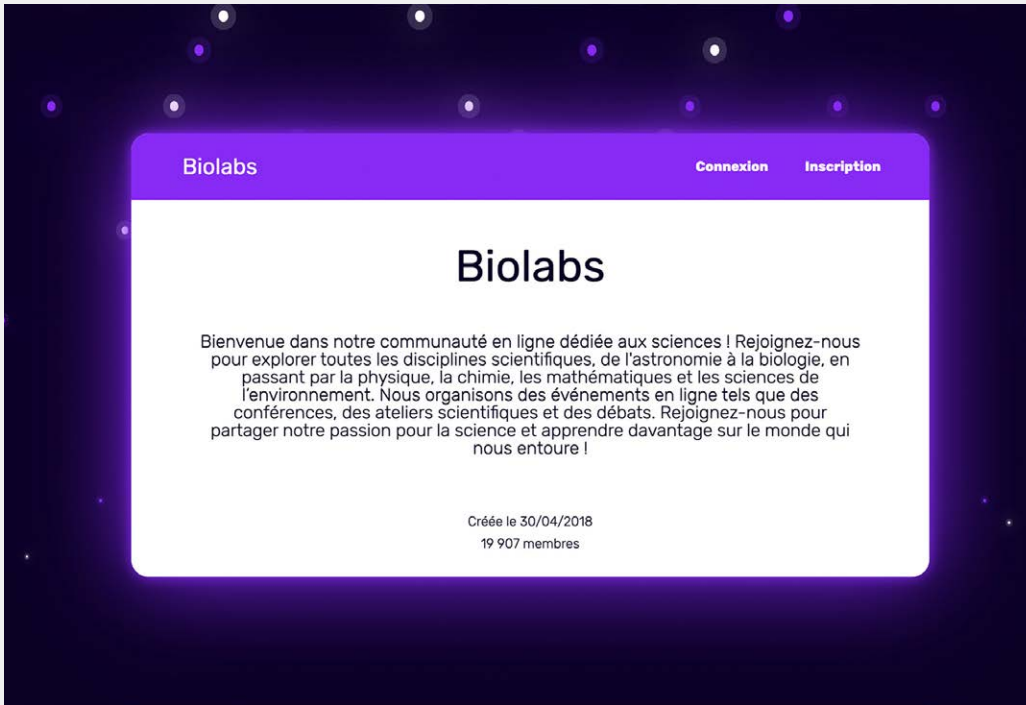 Biolabs
Connexion
Inscription
Biolabs
Bienvenue dans notre communauté en ligne dédiée aux sciences ! Rejoignez-nous
pour explorer toutes les disciplines scientifiques, de l'astronomie à la biologie, en
passant par la physique, la chimie, les mathématiques et les sciences de
l'environnement. Nous organisons des événements en ligne tels que des
conférences, des ateliers scientifiques et des débats. Rejoignez-nous pour
partager notre passion pour la science et apprendre davantage sur le monde qui
nous entoure !
Créée le 30/04/2018
19 907 membres